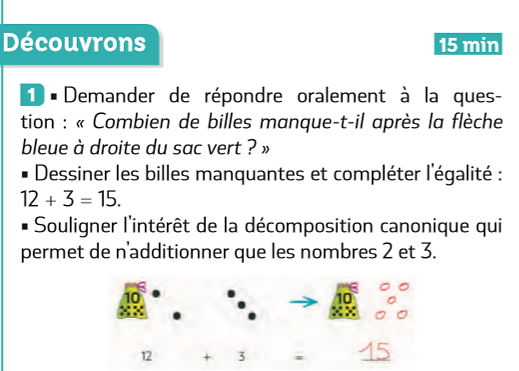 Découvrons
15 min
1 ▪ Demander de répondre oralement à la ques-
tion : « Combien de billes manque-t-il après la flèche
bleue à droite du sac vert ? »
▪ Dessiner les billes manquantes et compléter l’égalité :
12 + 3 = 15.
▪ Souligner l’intérêt de la décomposition canonique qui
permet de n’additionner que les nombres 2 et 3.
10 10
12 + 3 = 15